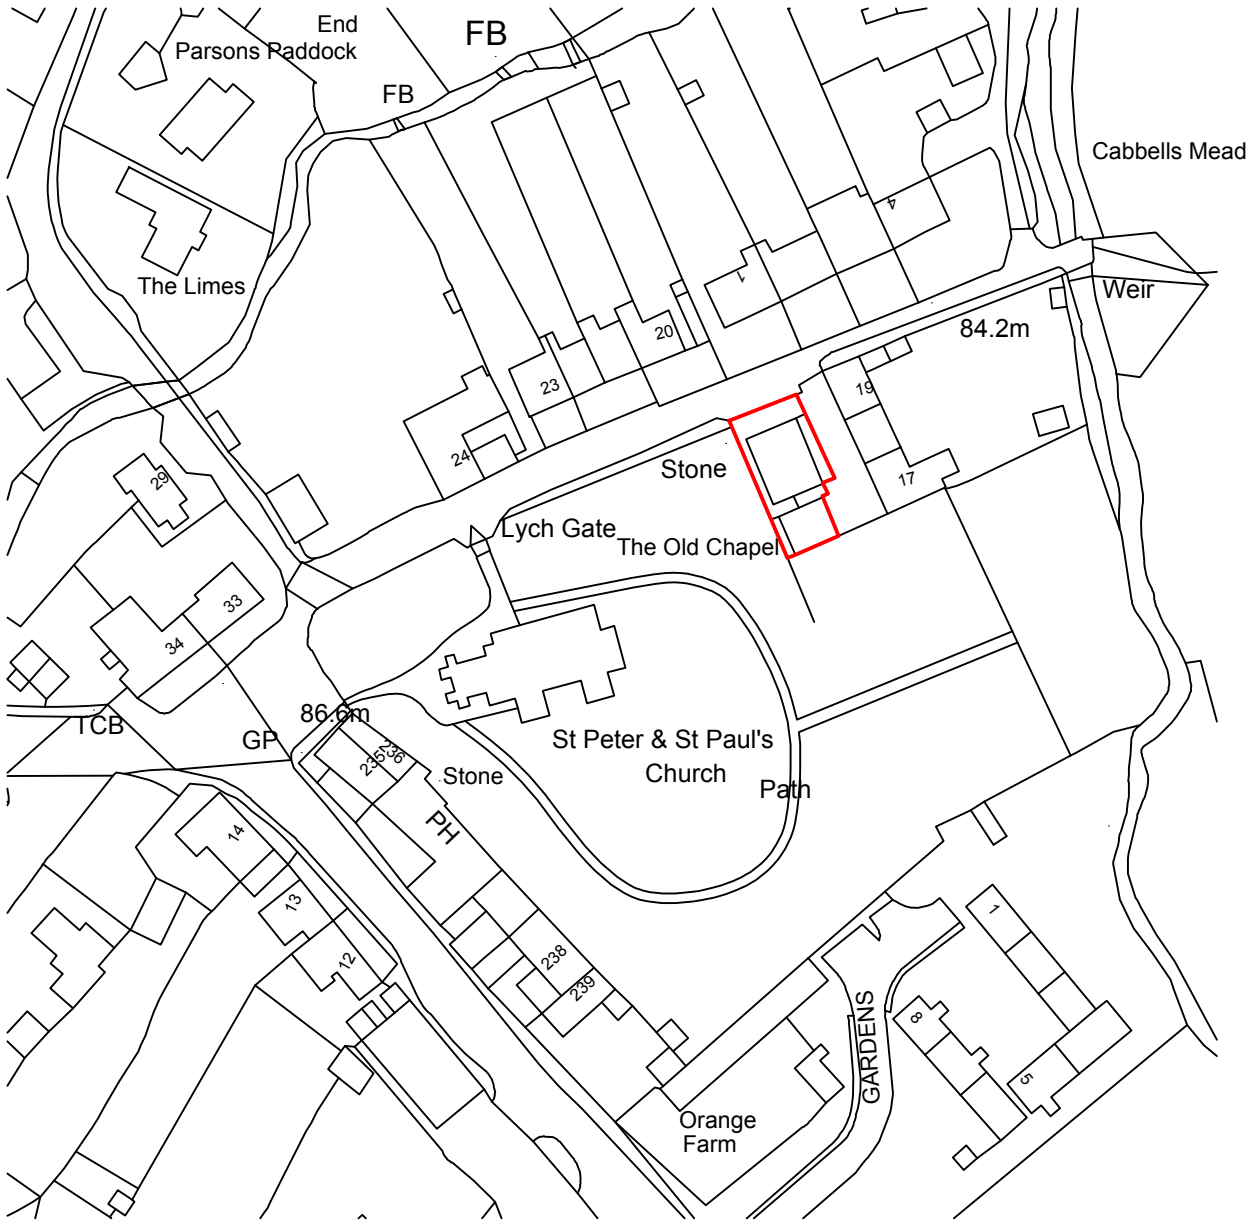 End
Parsons Paddock
FB
FB
Cabbells Mead
The Limes
4
1
Weir
84.2m
20
23
19
24
Stone
17
29
Lych Gate
The Old Chapel
33
34
86.6m
TCB
GP
St Peter & St Paul's
Church
236
235
Stone
Path
PH
14
13
12
238
239
1
8
GARDENS
5
Orange
Farm